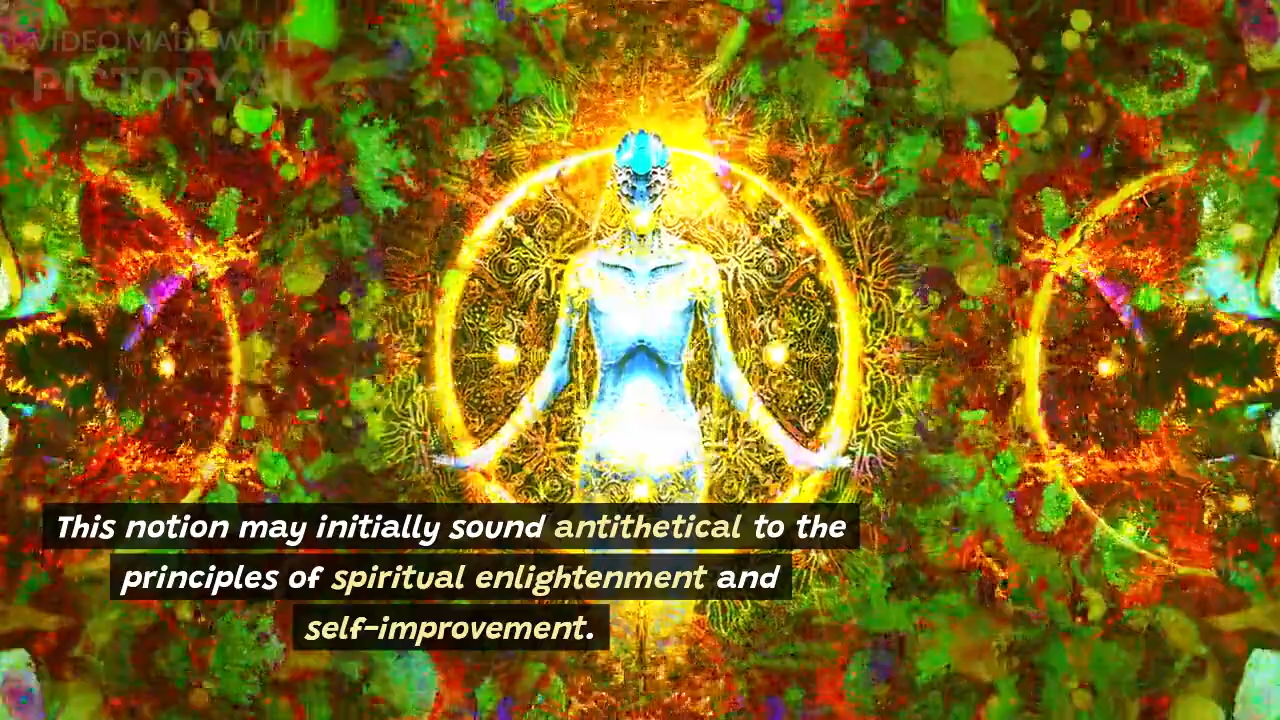 VIDEO MADE WITH
PICTORY.AI
This notion may initially sound antithetical to the
principles of spiritual enlightenment and
self-improvement.